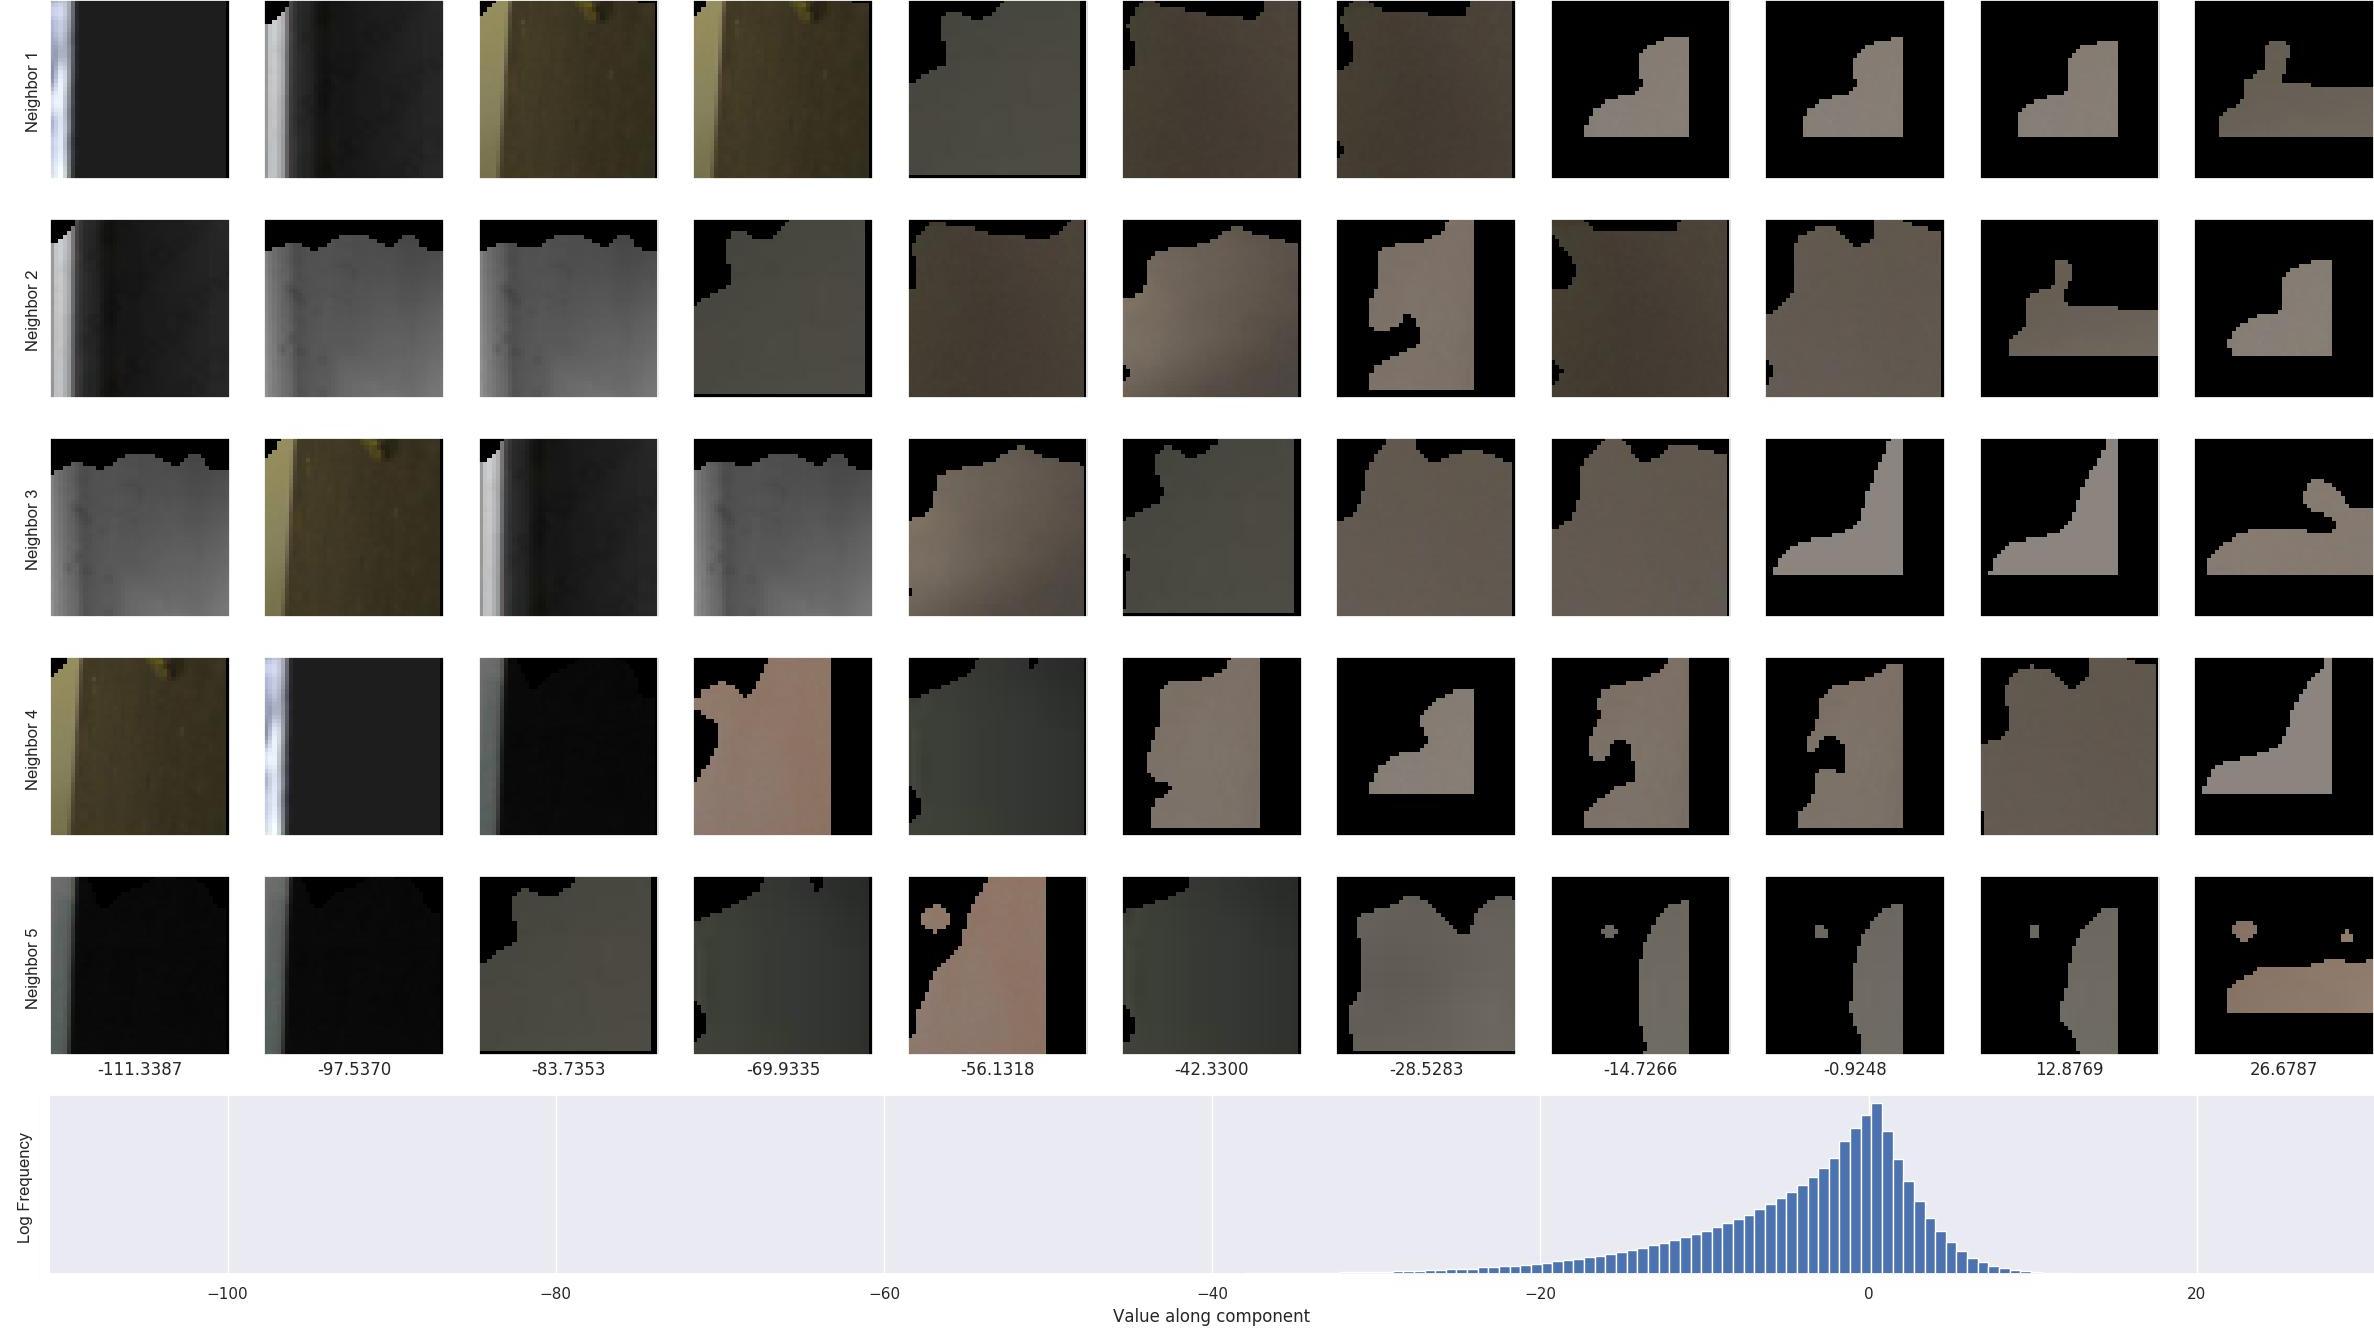 Neighbor 1
Neighbor 2
Neighbor 3
Neighbor 4
Neighbor 5
-111.3387 -97.5370 -83.7353 -69.9335 -56.1318 -42.3300 -28.5283 -14.7266 -0.9248 12.8769 26.6787
Log Frequency
−100 −80 −60 −40 −20 0 20
Value along component